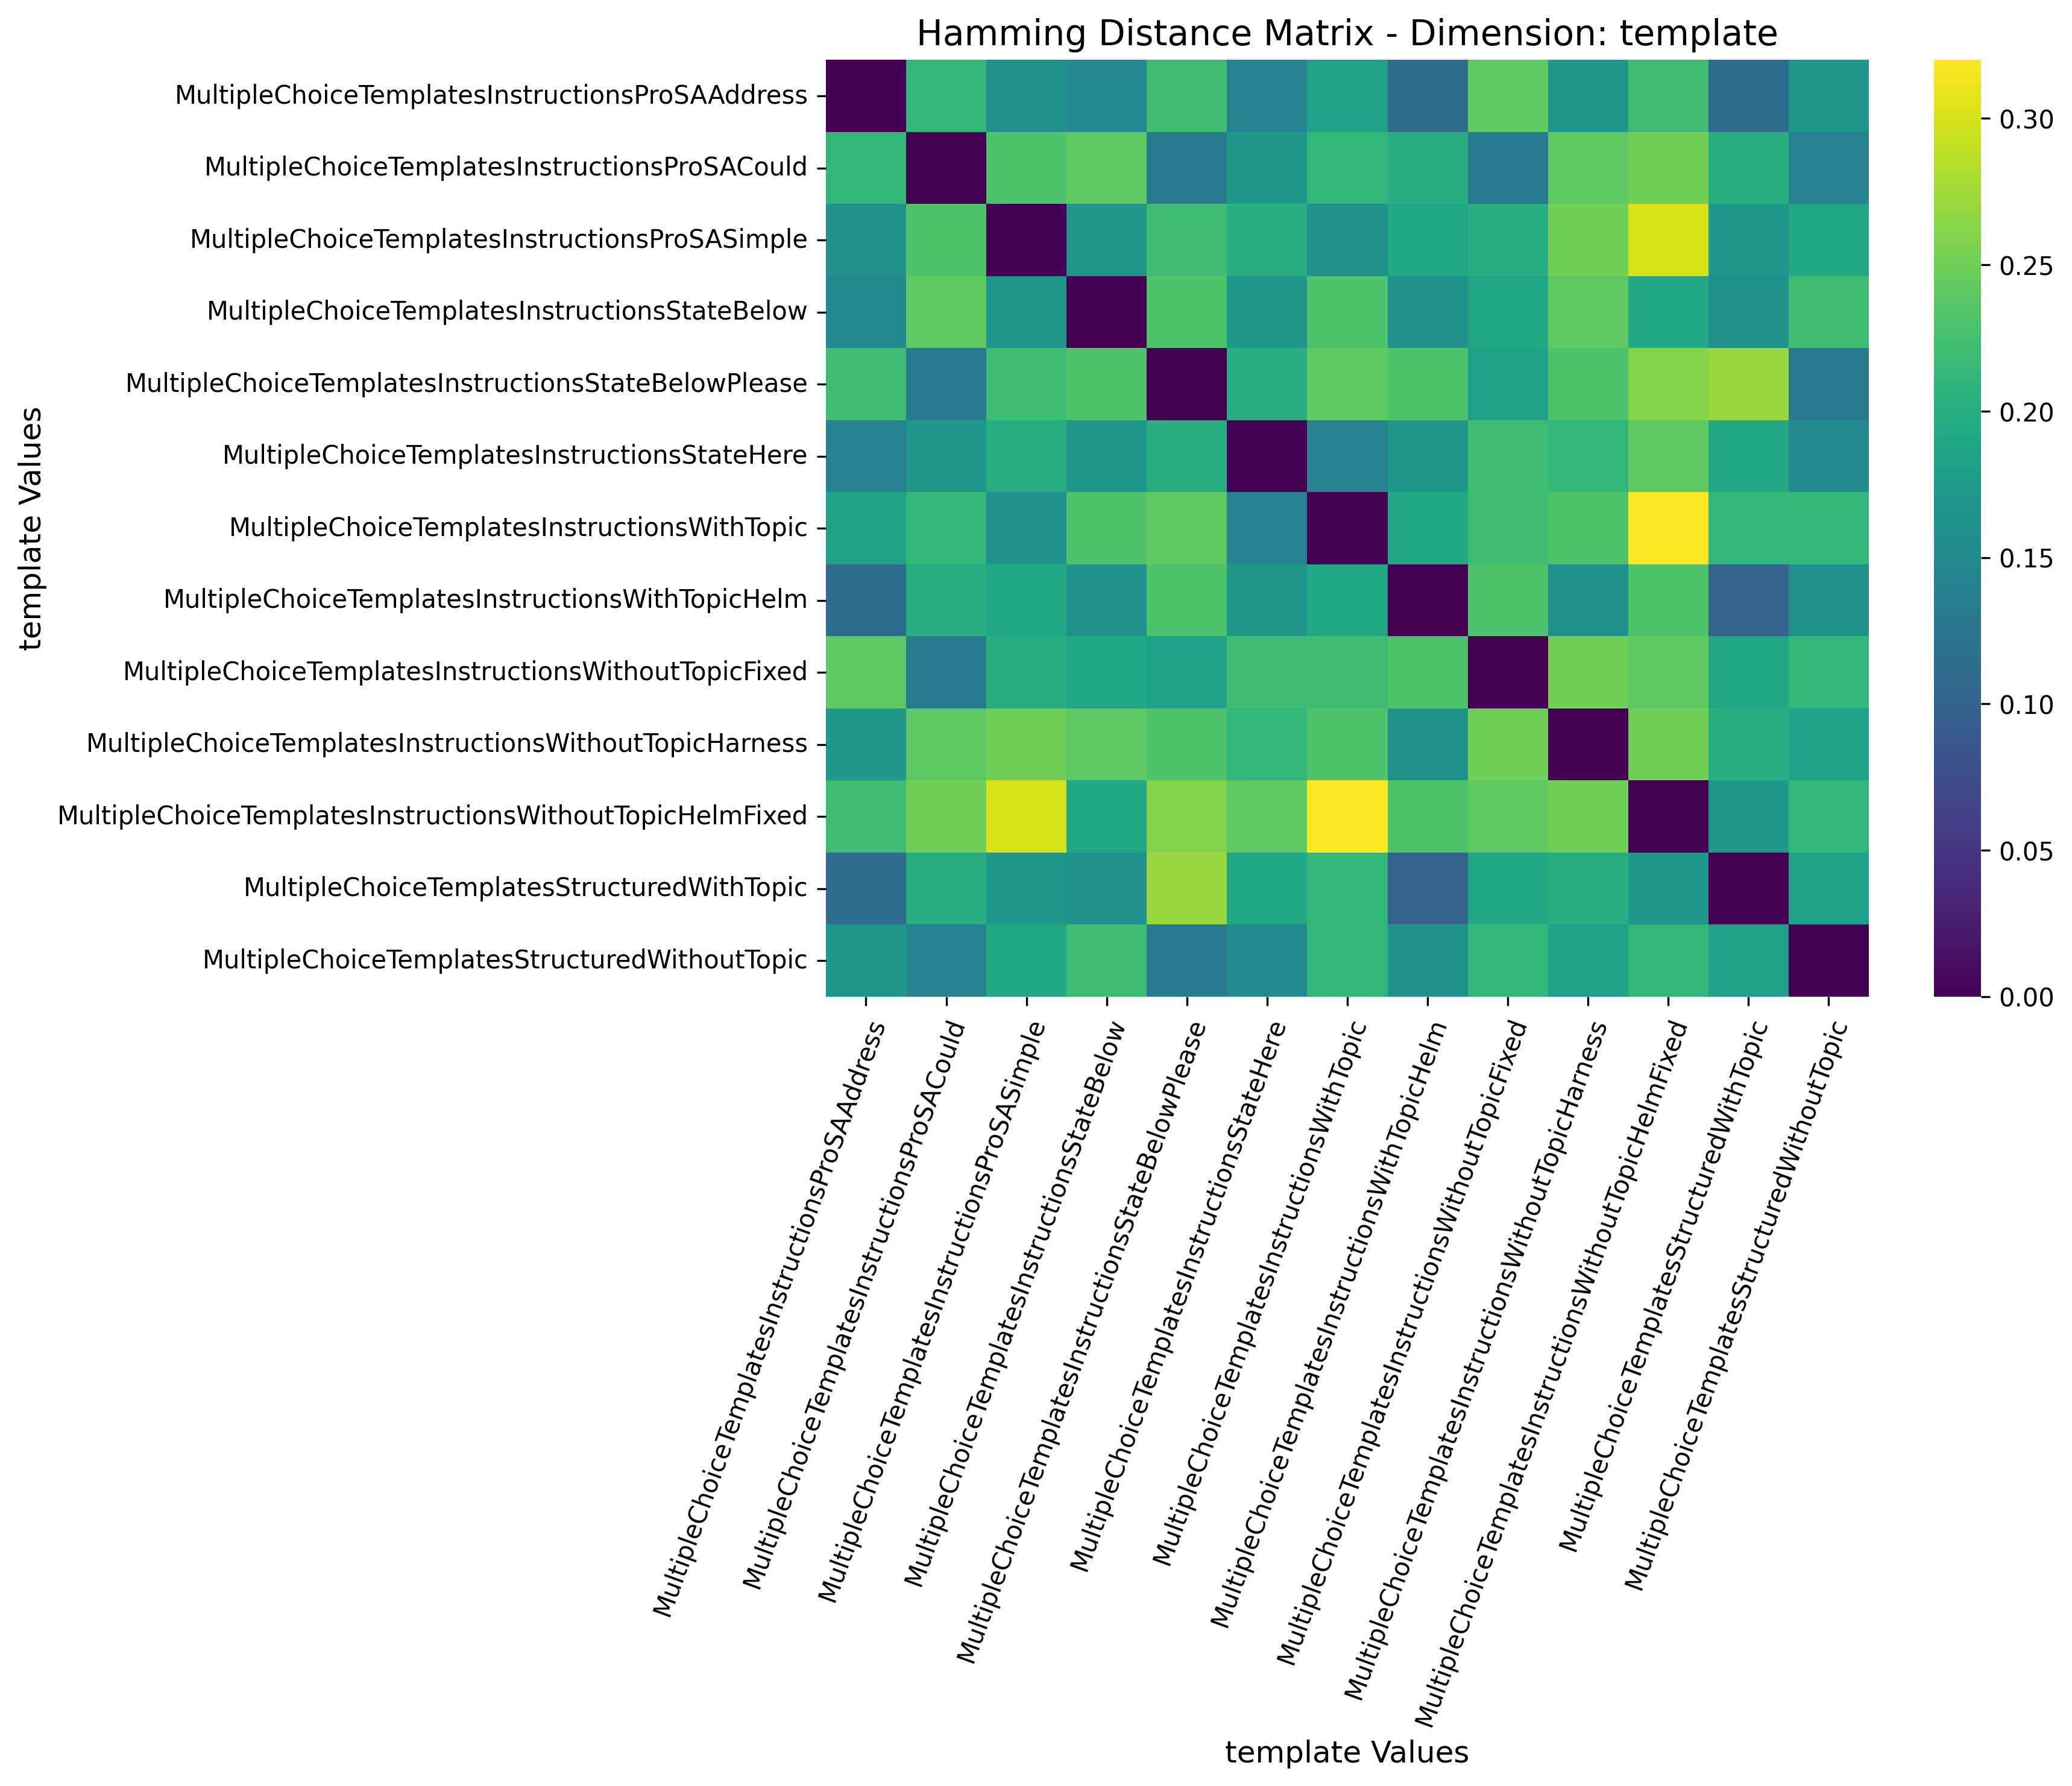 Hamming Distance Matrix - Dimension: template
template Values
MultipleChoiceTemplatesInstructionsProSAAddress
MultipleChoiceTemplatesInstructionsProSACould
MultipleChoiceTemplatesInstructionsProSASimple
MultipleChoiceTemplatesInstructionsStateBelow
MultipleChoiceTemplatesInstructionsStateBelowPlease
MultipleChoiceTemplatesInstructionsStateHere
MultipleChoiceTemplatesInstructionsWithTopic
MultipleChoiceTemplatesInstructionsWithTopicHelm
MultipleChoiceTemplatesInstructionsWithoutTopicFixed
MultipleChoiceTemplatesInstructionsWithoutTopicHarness
MultipleChoiceTemplatesInstructionsWithoutTopicHelmFixed
MultipleChoiceTemplatesStructuredWithTopic
MultipleChoiceTemplatesStructuredWithoutTopic
0.30
0.25
0.20
0.15
0.10
0.05
0.00
MultipleChoiceTemplatesInstructionsProSAAddress
MultipleChoiceTemplatesInstructionsProSACould
MultipleChoiceTemplatesInstructionsProSASimple
MultipleChoiceTemplatesInstructionsStateBelow
MultipleChoiceTemplatesInstructionsStateBelowPlease
MultipleChoiceTemplatesInstructionsStateHere
MultipleChoiceTemplatesInstructionsWithTopic
MultipleChoiceTemplatesInstructionsWithTopicHelm
MultipleChoiceTemplatesInstructionsWithoutTopicFixed
MultipleChoiceTemplatesInstructionsWithoutTopicHarness
MultipleChoiceTemplatesInstructionsWithoutTopicHelmFixed
MultipleChoiceTemplatesStructuredWithTopic
MultipleChoiceTemplatesStructuredWithoutTopic
template Values